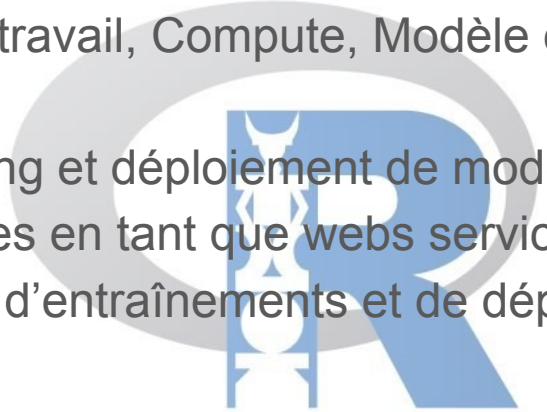 travail, Compute, Modèle
ng et déploiement de mod
es en tant que webs servic
d’entraînements et de dép
R